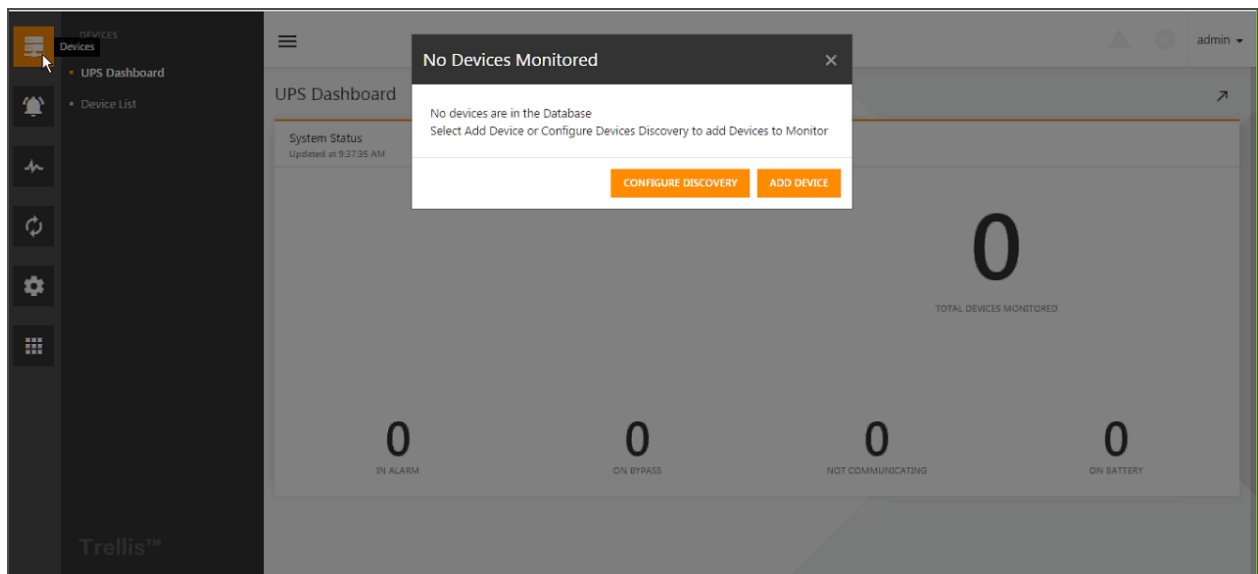 DEVICES
Devices
UPS Dashboard
Device List
Trellis™
admin
UPS Dashboard
System Status
Updated at 9:37:35 AM
No Devices Monitored
No devices are in the Database
Select Add Device or Configure Devices Discovery to add Devices to Monitor
CONFIGURE DISCOVERY
ADD DEVICE
0
TOTAL DEVICES MONITORED
0
IN ALARM
0
ON BYPASS
0
NOT COMMUNICATING
0
ON BATTERY